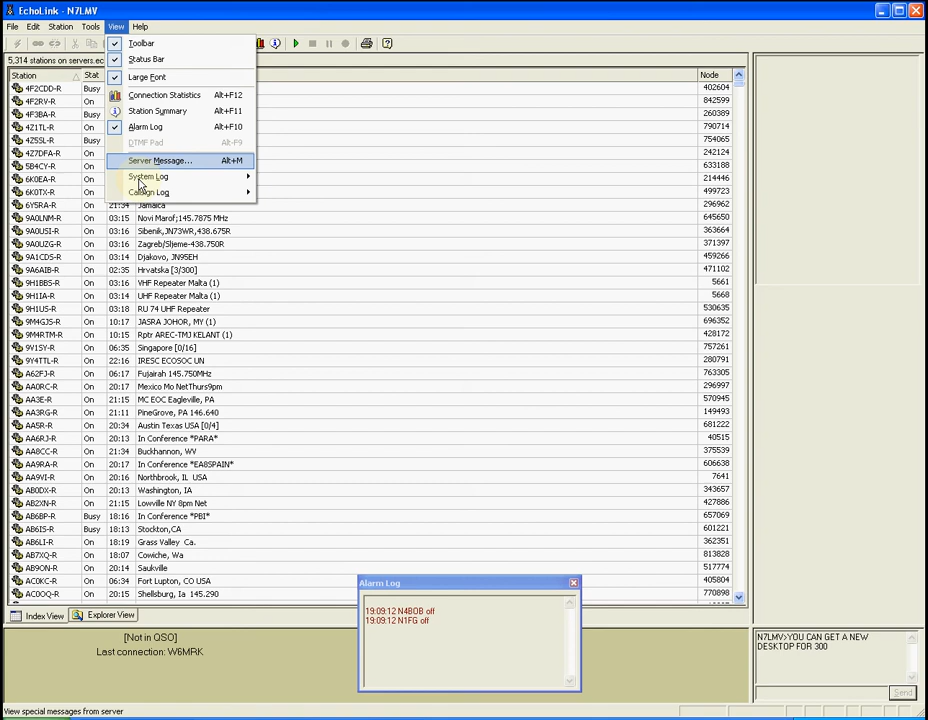 EchoLink - N7LMV
File Edit Station Tools View Help
5,314 stations on servers.ec
Station Stat Node
Toolbar
Status Bar
Large Font
Connection Statistics Alt+F12
Station Summary Alt+F11
Alarm Log Alt+F10
DTMF Pad Alt-F9
Server Message... Alt+M
System Log
Callsign Log
4F2CDD-R Busy 402604
4F2RV-R On 842599
4F3BA-R Busy 260390
4Z1TL-R On 790714
4Z5SL-R Busy 765504
4Z7DFA-R On 242124
5B4CY-R On 633188
6K0EA-R On 214446
6K0TX-R On 499723
6Y5RA-R On 21:34 Jamaica 296962
9A0LNM-R On 03:15 Novi Marof;145.7875 MHz 645650
9A0USI-R On 03:15 Sibenik,JN73WR,438.675R 363664
9A0UZG-R On 03:15 Zagreb/Sljeme-438.750R 371397
9A1CDS-R On 03:14 Djakovo, JN95EH 459266
9A6AIB-R On 02:35 Hrvatska [3/300] 471102
9H1BBS-R On 03:16 VHF Repeater Malta (1) 5661
9H1IA-R On 03:14 UHF Repeater Malta (1) 5668
9H1US-R On 03:18 RU 74 UHF Repeater 530635
9M4GJS-R On 10:17 JASRA JOHOR, MY (1) 696352
9M4RTM-R On 10:15 Rptr AREC-TMJ KELANT (1) 428172
9V1SY-R On 06:35 Singapore [0/16] 757261
9Y4TTL-R On 22:16 IRESC ECOSOC UN 280791
A62FJ-R On 06:17 Fujairah 145.750MHz 763305
AA0RC-R On 20:17 Mexico Mo NetThurs9pm 296997
AA3E-R On 21:15 MC EOC Eagleville, PA 570945
AA3RG-R On 21:11 PineGrove, PA 146.640 149493
AA5R-R On 20:34 Austin Texas USA [0/4] 681222
AA6RJ-R On 20:13 In Conference *PARA* 40515
AA8CC-R On 21:34 Buckhannon, WV 375539
AA9RA-R On 20:17 In Conference *EA8SPAIN* 606638
AA9VI-R On 20:16 Northbrook, IL USA 7641
AB0DX-R On 20:13 Washington, IA 343657
AB2XN-R On 21:15 Lowville NY 8pm Net 427886
AB6BP-R Busy 18:16 In Conference *PBI* 657069
AB6IS-R Busy 18:13 Stockton,CA 601221
AB6LI-R On 18:19 Grass Valley Ca. 362351
AB7XQ-R On 18:07 Cowiche, Wa 813828
AB9ON-R On 20:14 Saukville 517774
AC0KC-R On 06:34 Fort Lupton, CO USA 405804
AC0OQ-R On 20:15 Shellsburg, Ia 145.290 770898
Alarm Log
19:09:12 N4BOB off
19:09:12 N1FG off
Index View Explorer View
[Not in QSO]
Last connection: W6MRK
N7LMV>YOU CAN GET A NEW
DESKTOP FOR 300
Send
View special messages from server